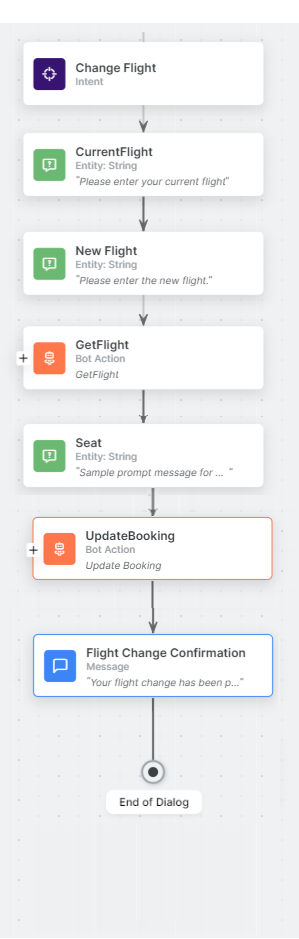 Change Flight
Intent
CurrentFlight
Entity: String
"Please enter your current flight"
New Flight
Entity: String
"Please enter the new flight."
GetFlight
Bot Action
GetFlight
Seat
Entity: String
"Sample prompt message for ... "
UpdateBooking
Bot Action
Update Booking
Flight Change Confirmation
Message
"Your flight change has been p..."
End of Dialog